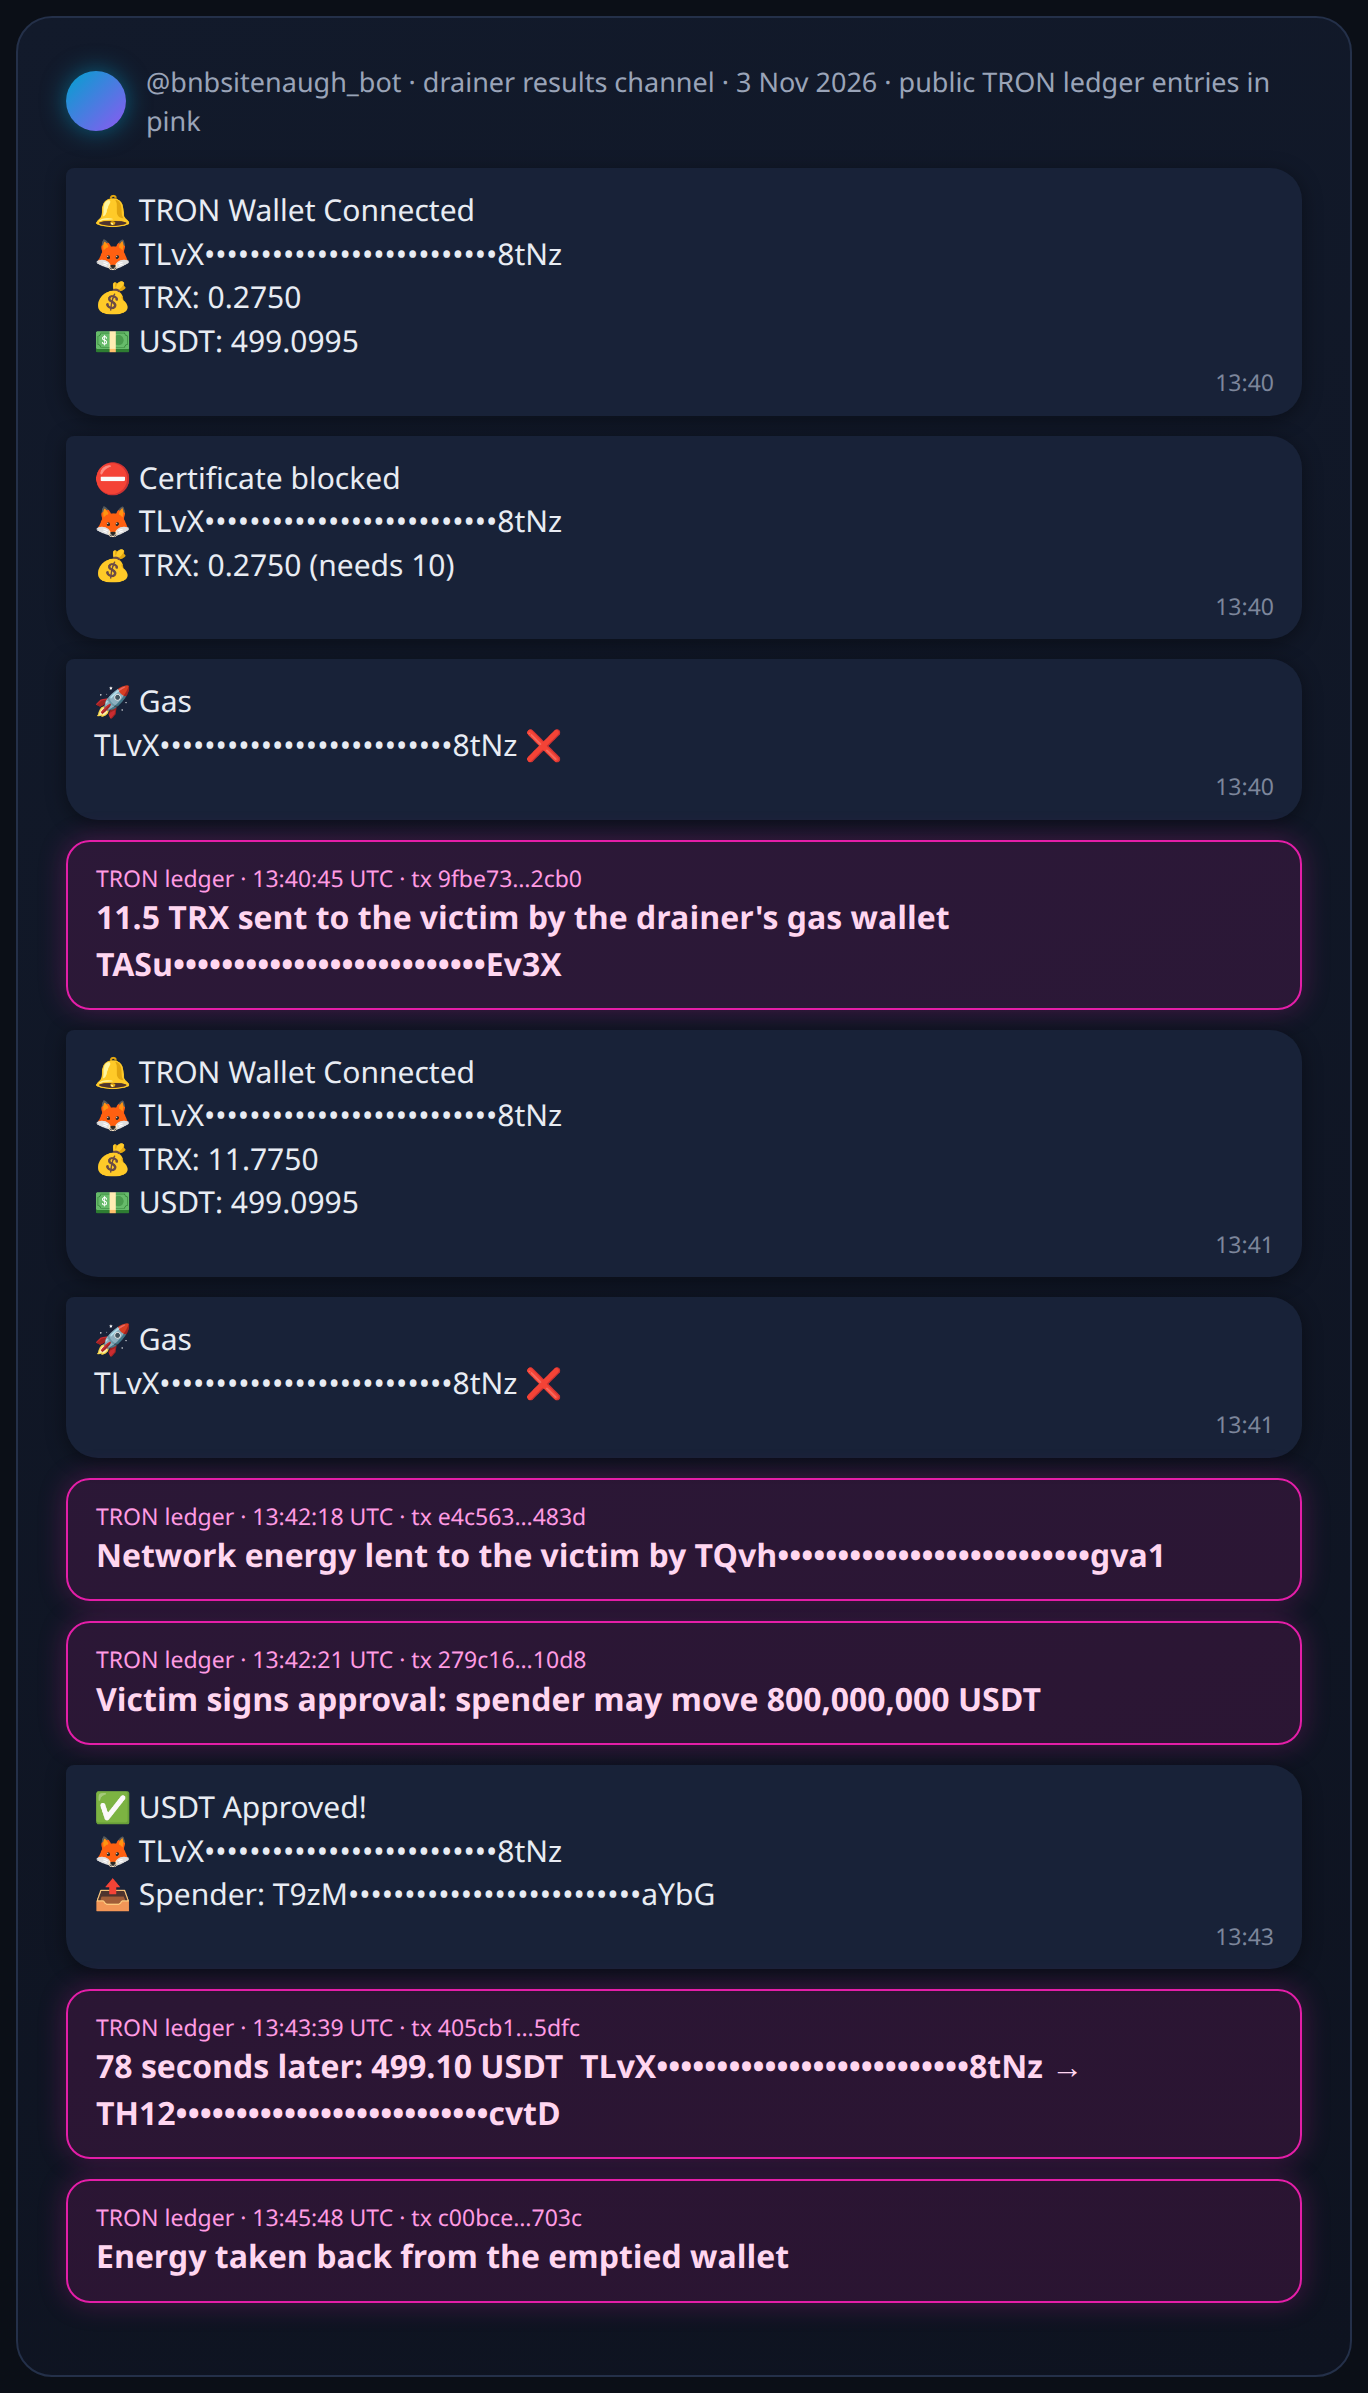 @bnbsitenaugh_bot · drainer results channel · 3 Nov 2026 · public TRON ledger entries in
pink
🔔 TRON Wallet Connected
🦊 TLvX••••••••••••••••••••••••••8tNz
💰 TRX: 0.2750
💵 USDT: 499.0995
13:40
⛔ Certificate blocked
🦊 TLvX••••••••••••••••••••••••••8tNz
💰 TRX: 0.2750 (needs 10)
13:40
🚀 Gas
TLvX••••••••••••••••••••••••••8tNz ❌
13:40
TRON ledger · 13:40:45 UTC · tx 9fbe73…2cb0
11.5 TRX sent to the victim by the drainer's gas wallet
TASu••••••••••••••••••••••••••Ev3X
🔔 TRON Wallet Connected
🦊 TLvX••••••••••••••••••••••••••8tNz
💰 TRX: 11.7750
💵 USDT: 499.0995
13:41
🚀 Gas
TLvX••••••••••••••••••••••••••8tNz ❌
13:41
TRON ledger · 13:42:18 UTC · tx e4c563…483d
Network energy lent to the victim by TQvh••••••••••••••••••••••••••gva1
TRON ledger · 13:42:21 UTC · tx 279c16…10d8
Victim signs approval: spender may move 800,000,000 USDT
✅ USDT Approved!
🦊 TLvX••••••••••••••••••••••••••8tNz
📤 Spender: T9zM••••••••••••••••••••••••••aYbG
13:43
TRON ledger · 13:43:39 UTC · tx 405cb1…5dfc
78 seconds later: 499.10 USDT TLvX••••••••••••••••••••••••••8tNz →
TH12••••••••••••••••••••••••••cvtD
TRON ledger · 13:45:48 UTC · tx c00bce…703c
Energy taken back from the emptied wallet